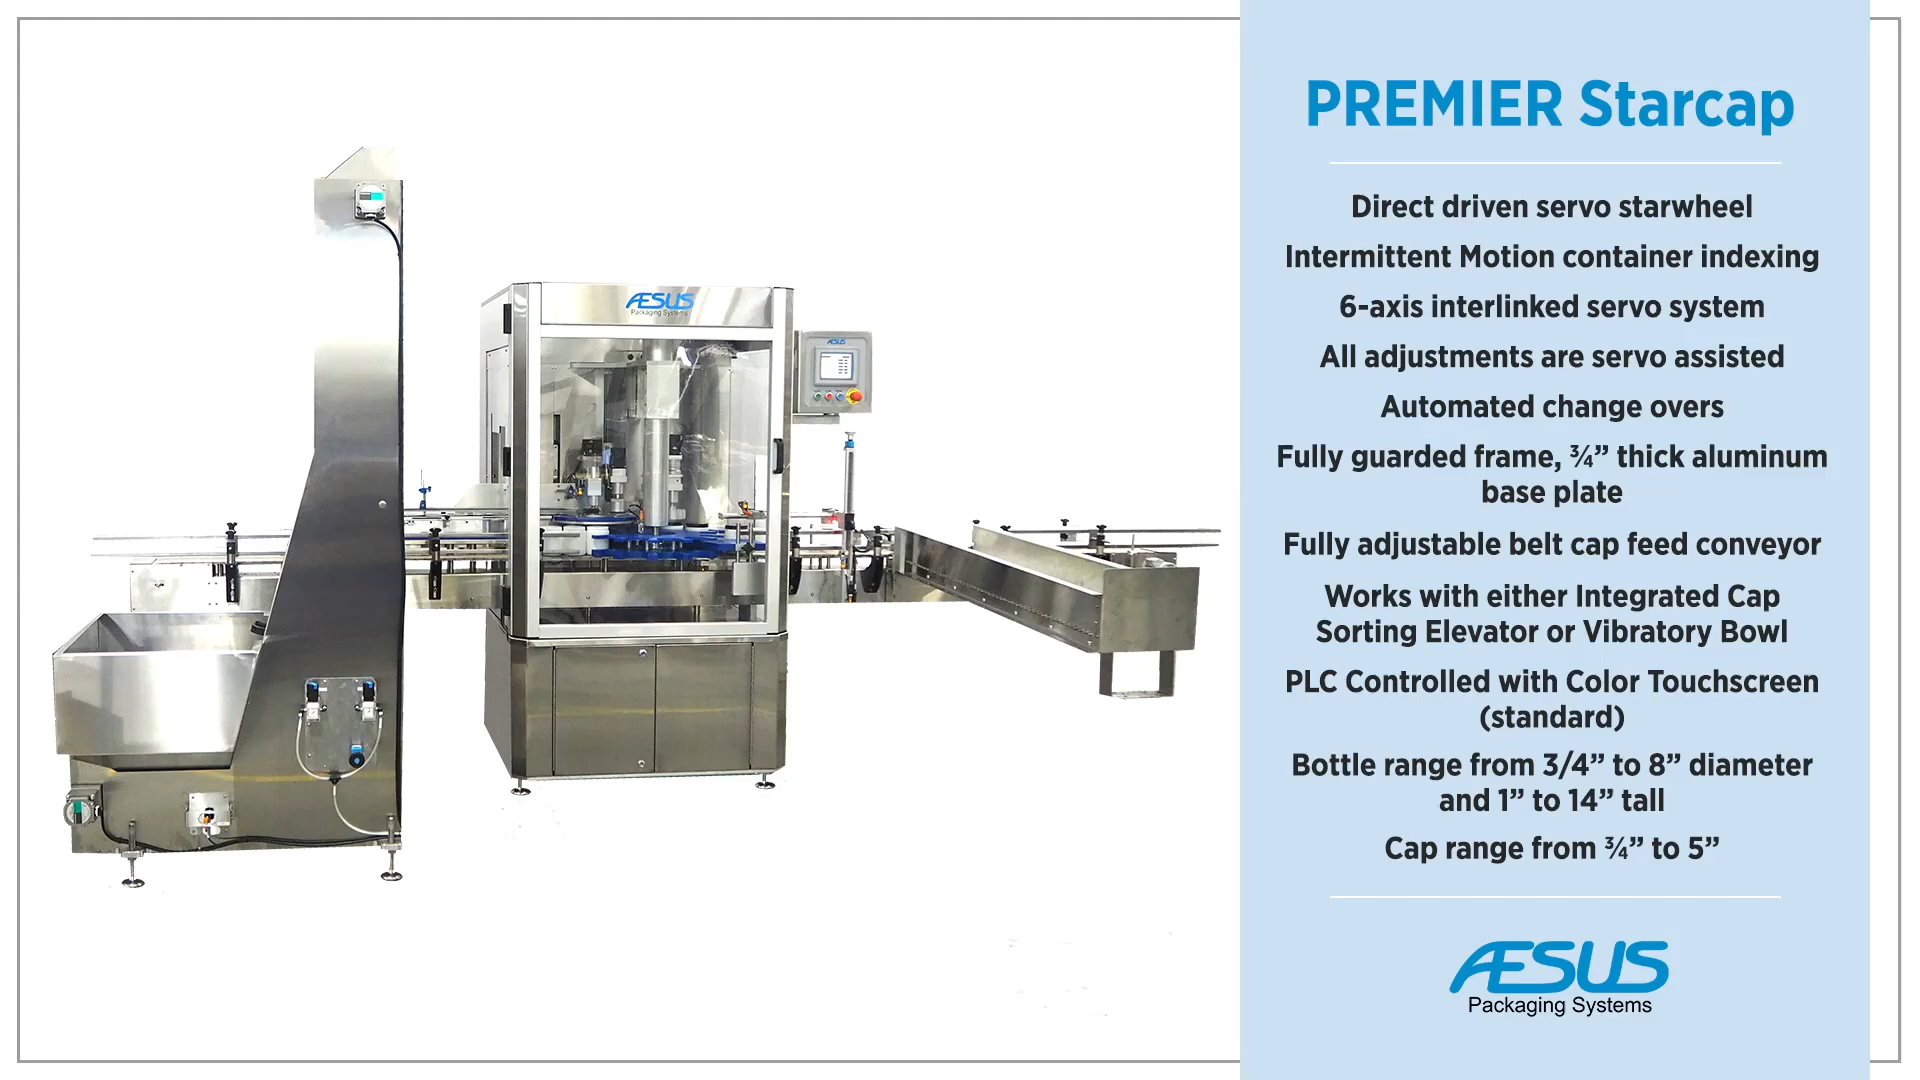 PREMIER Starcap
Direct driven servo starwheel
Intermittent Motion container indexing
6-axis interlinked servo system
All adjustments are servo assisted
Automated change overs
Fully guarded frame, ¾” thick aluminum
base plate
Fully adjustable belt cap feed conveyor
Works with either Integrated Cap
Sorting Elevator or Vibratory Bowl
PLC Controlled with Color Touchscreen
(standard)
Bottle range from 3/4” to 8” diameter
and 1” to 14” tall
Cap range from ¾” to 5”
ÆSUS
Packaging Systems
ÆSUS
Packaging Systems
ÆSUS